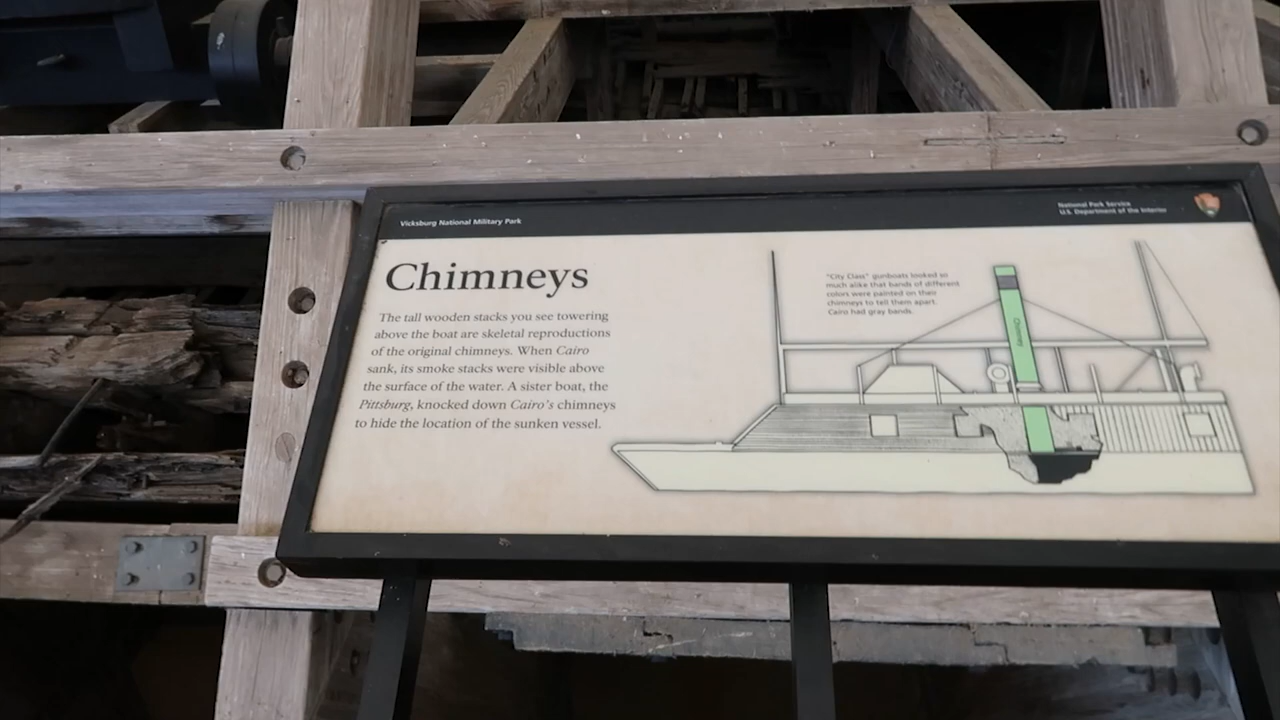 Vicksburg National Military Park
National Park Service
U.S. Department of the Interior
Chimneys
The tall wooden stacks you see towering
above the boat are skeletal reproductions
of the original chimneys. When Cairo
sank, its smoke stacks were visible above
the surface of the water. A sister boat, the
Pittsburg, knocked down Cairo's chimneys
to hide the location of the sunken vessel.
"City Class" gunboats looked so
much alike that bands of different
colors were painted on their
chimneys to tell them apart.
Cairo had gray bands.
Chimney